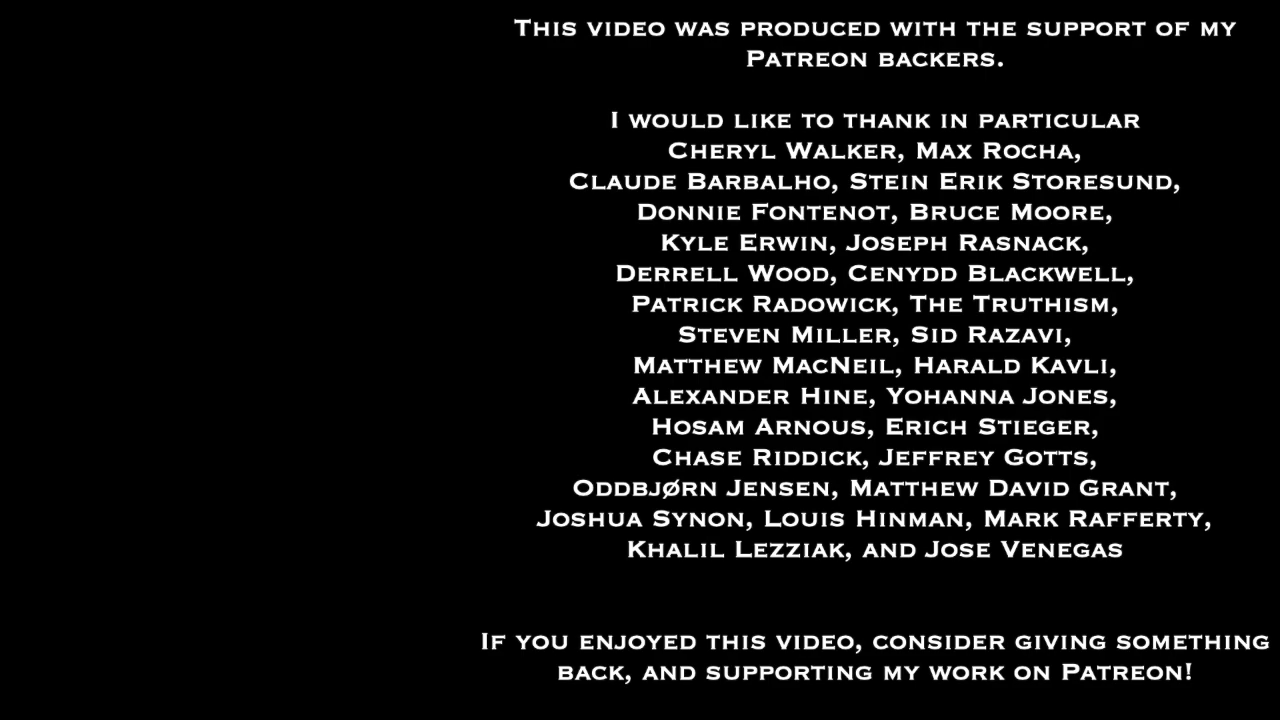 This video was produced with the support of my
Patreon backers.
I would like to thank in particular
Cheryl Walker, Max Rocha,
Claude Barbalho, Stein Erik Storesund,
Donnie Fontenot, Bruce Moore,
Kyle Erwin, Joseph Rasnack,
Derrell Wood, Cenydd Blackwell,
Patrick Radowick, The Truthism,
Steven Miller, Sid Razavi,
Matthew MacNeil, Harald Kavli,
Alexander Hine, Yohanna Jones,
Hosam Arnous, Erich Stieger,
Chase Riddick, Jeffrey Gotts,
Oddbjørn Jensen, Matthew David Grant,
Joshua Synon, Louis Hinman, Mark Rafferty,
Khalil Lezziak, and Jose Venegas
If you enjoyed this video, consider giving something
back, and supporting my work on Patreon!